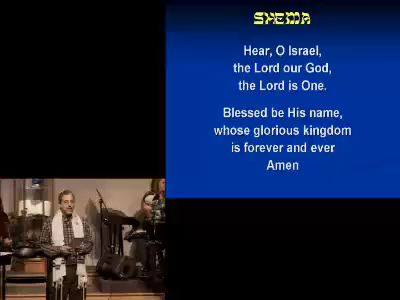 SHEMA
Hear, O Israel,
the Lord our God,
the Lord is One.
Blessed be His name,
whose glorious kingdom
is forever and ever
Amen